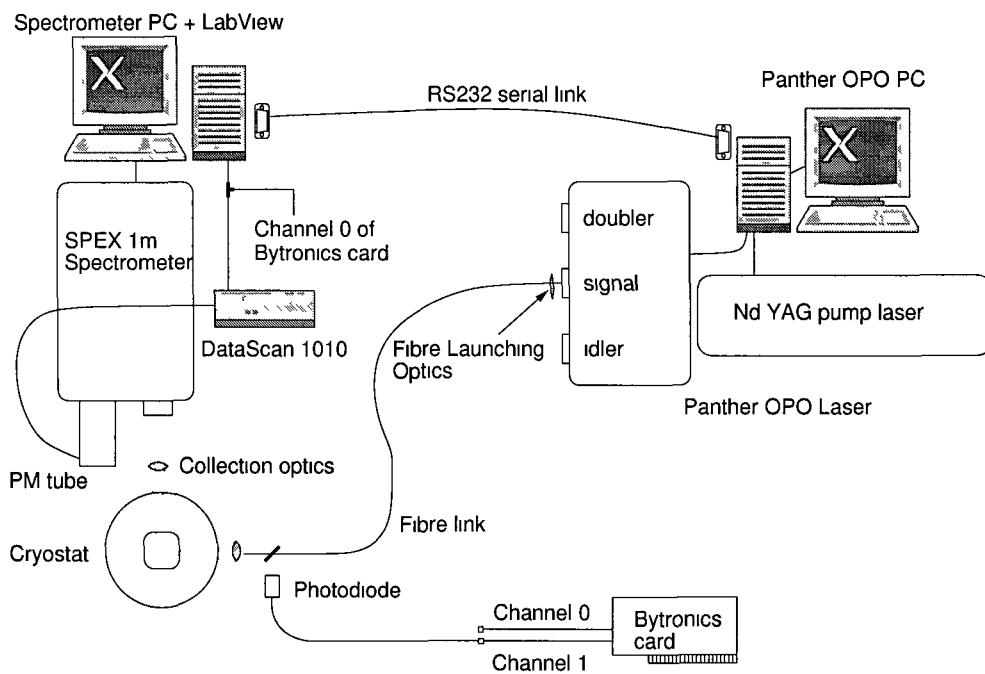 Spectrometer PC + LabView
RS232 serial link
Panther OPO PC
Channel 0 of
Bytronics card
SPEX 1m
Spectrometer
doubler
signal
idler
Nd YAG pump laser
DataScan 1010
Fibre Launching
Optics
Panther OPO Laser
PM tube
Collection optics
Cryostat
Fibre link
Photodiode
Channel 0
Channel 1
Bytronics
card